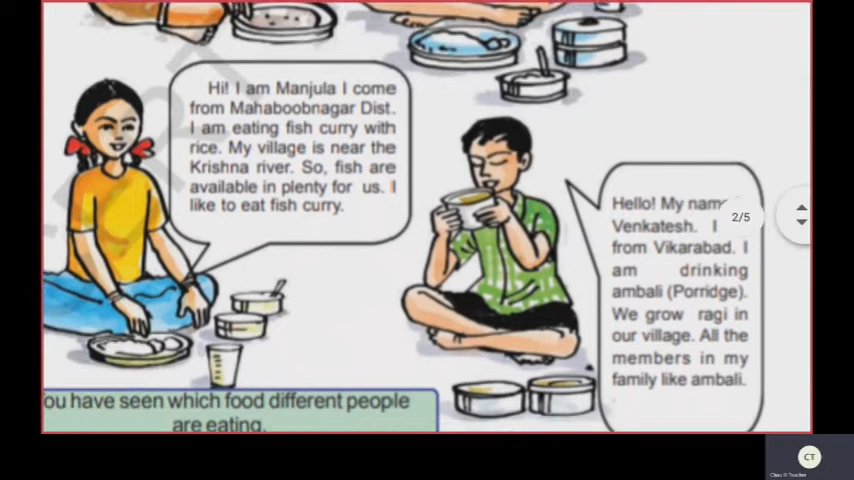 Hi! I am Manjula I come
from Mahaboobnagar Dist.
I am eating fish curry with
rice. My village is near the
Krishna river. So, fish are
available in plenty for us. I
like to eat fish curry.
Hello! My nam
Venkatesh. I
from Vikarabad. I
am drinking
ambali (Porridge).
We grow ragi in
our village. All the
members in my
family like ambali.
2/5
ou have seen which food different people
are eating.
CT